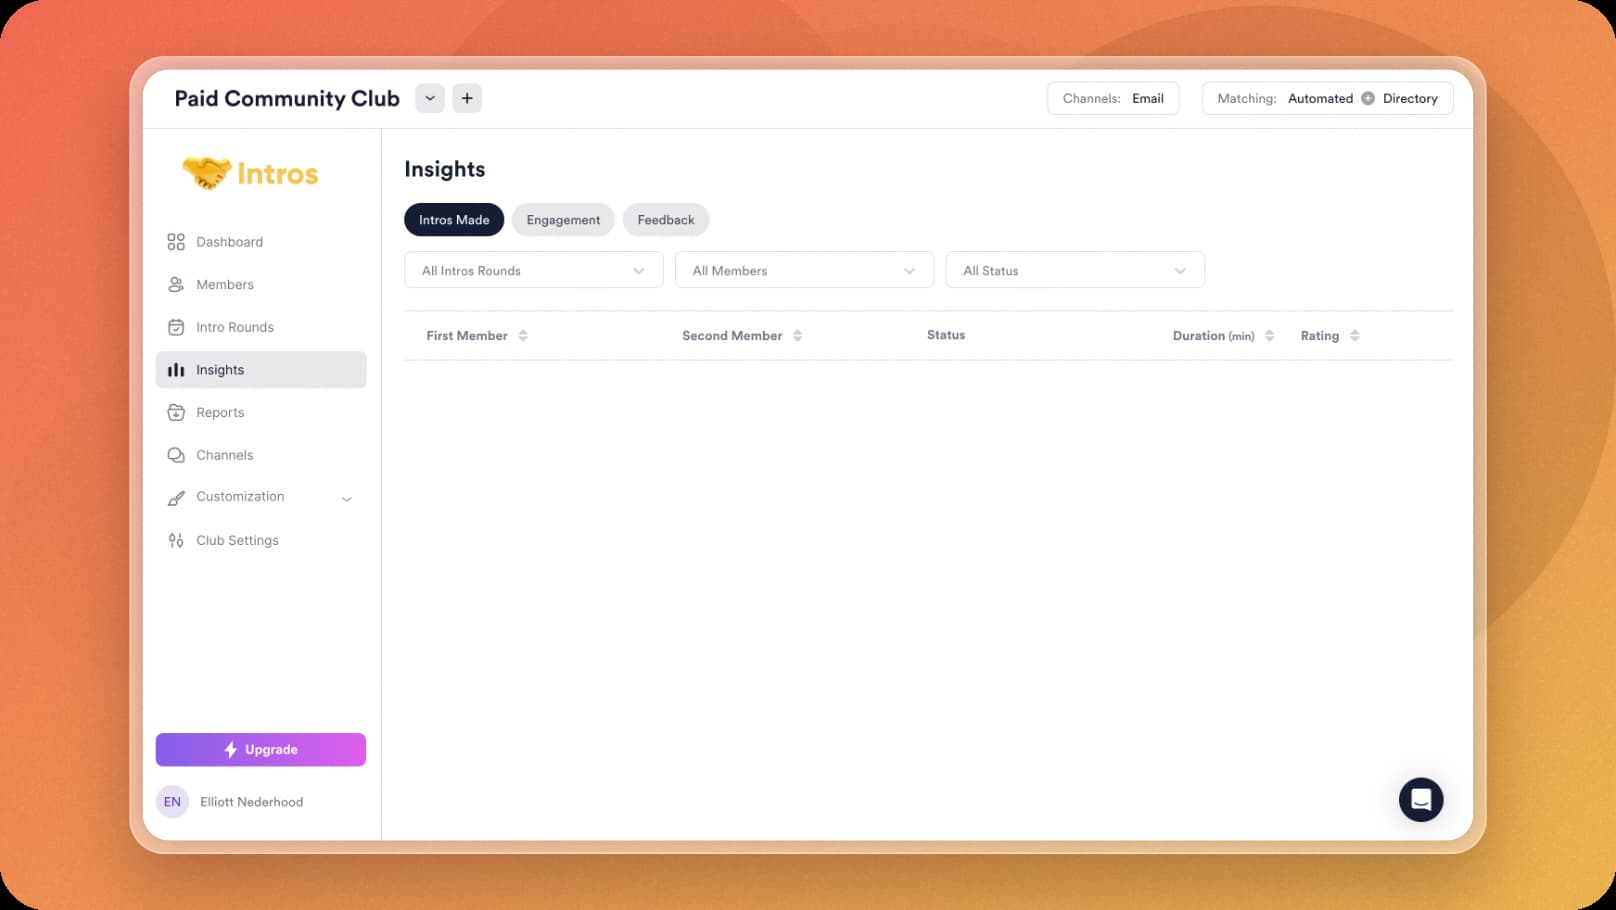 Paid Community Club
Channels: Email
Matching: Automated Directory
Intros
Dashboard
Members
Intro Rounds
Insights
Reports
Channels
Customization
Club Settings
Upgrade
EN Elliott Nederhood
Insights
Intros Made Engagement Feedback
All Intros Rounds All Members All Status
First Member Second Member Status Duration (min) Rating